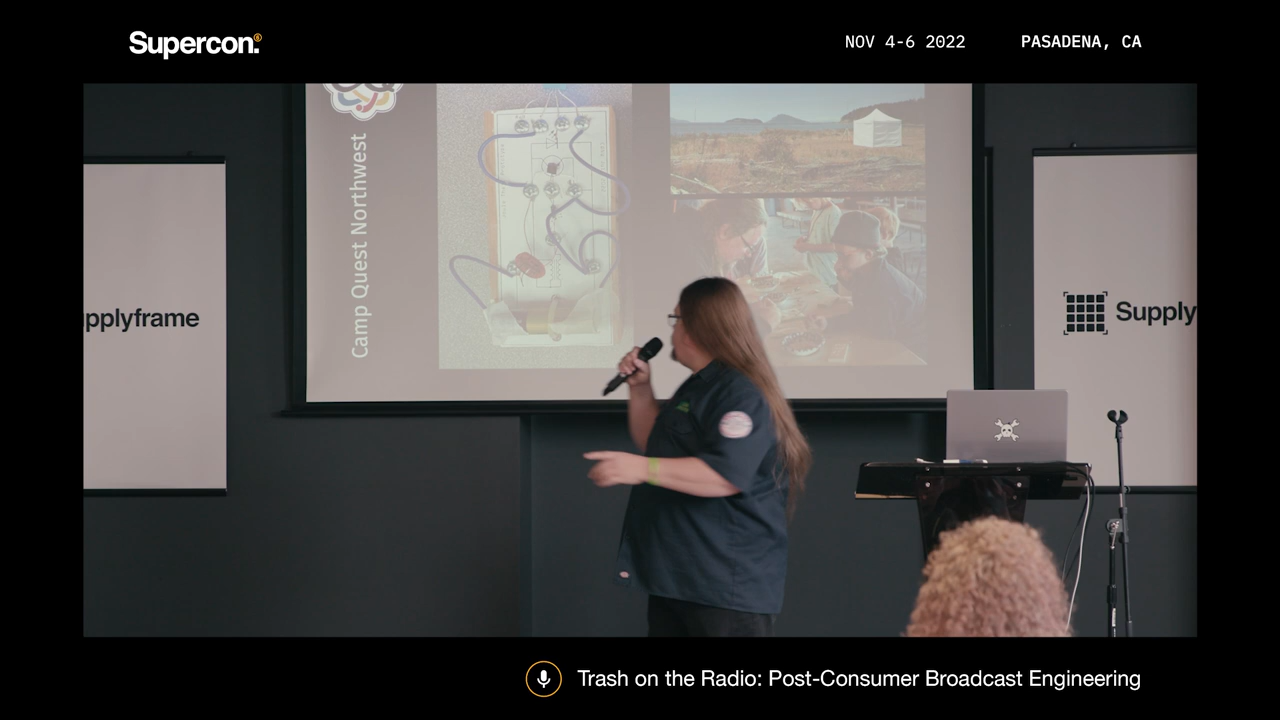 Supercon.6
NOV 4-6 2022
PASADENA, CA
Camp Quest Northwest
pplyframe
Supply
Trash on the Radio: Post-Consumer Broadcast Engineering